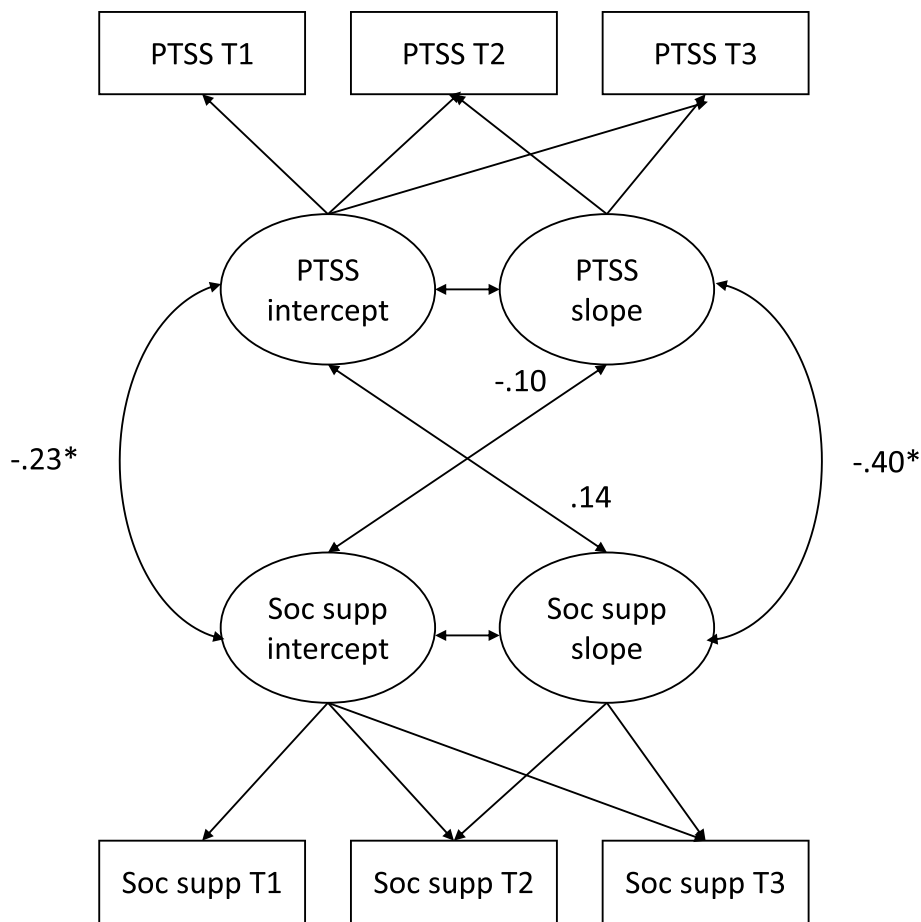 PTSS T1
PTSS T2
PTSS T3
PTSS
intercept
PTSS
slope
-.10
-.23*
-.40*
.14
Soc supp
intercept
Soc supp
slope
Soc supp T1
Soc supp T2
Soc supp T3